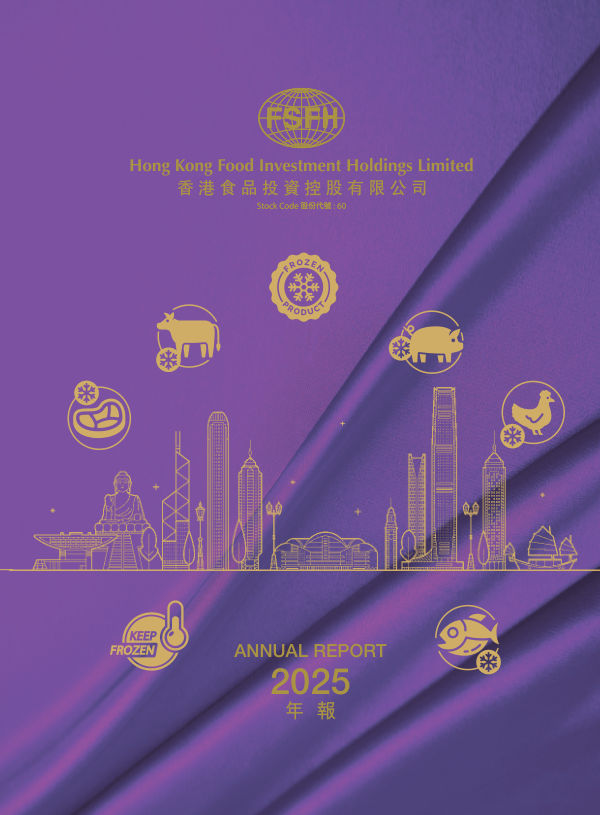 FSFH
Hong Kong Food Investment Holdings Limited
香港食品投資控股有限公司
Stock Code 股份代號 : 60
FROZEN
PRODUCT
KEEP
FROZEN
ANNUAL REPORT
2025
年報